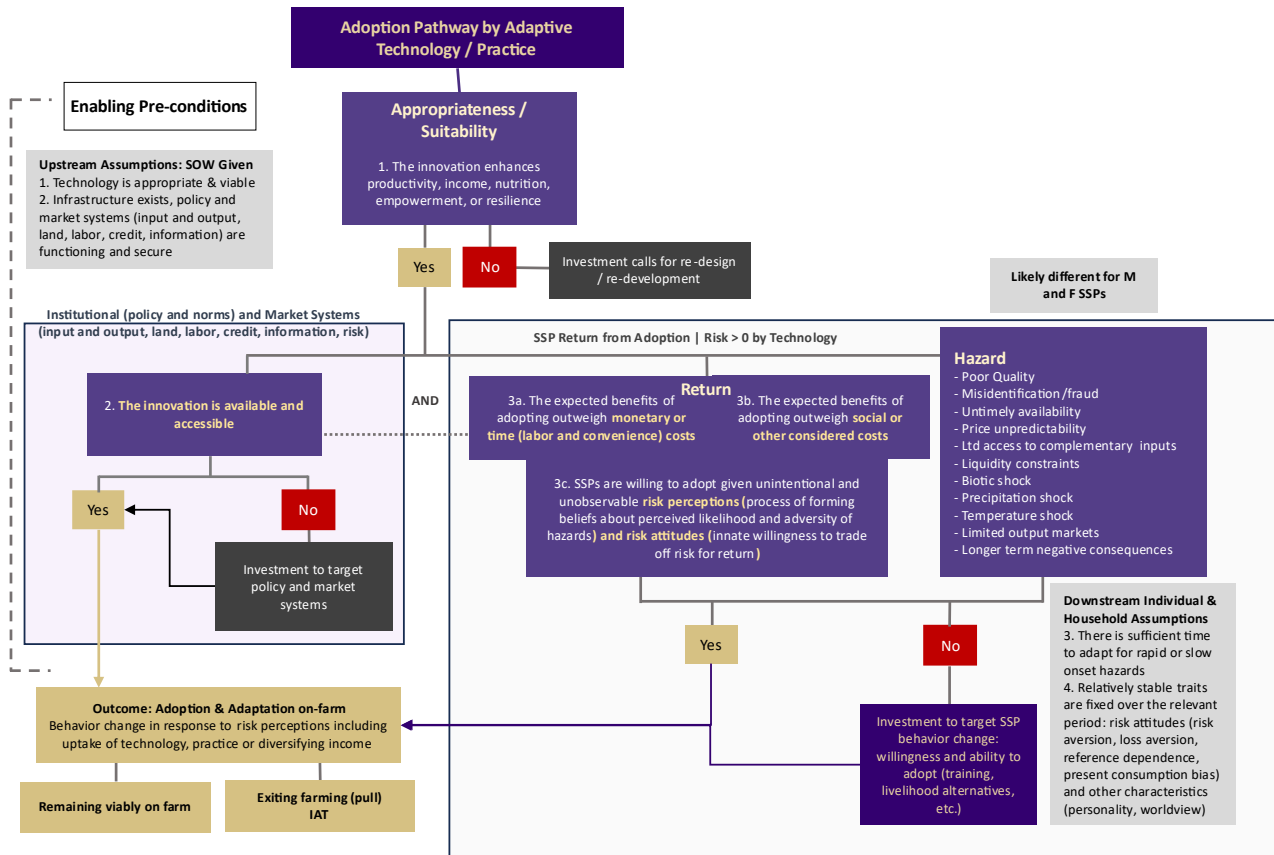 Adoption Pathway by Adaptive
Technology / Practice
Enabling Pre-conditions
Appropriateness /
Suitability
1. The innovation enhances
productivity, income, nutrition,
empowerment, or resilience
Upstream Assumptions: SOW Given
1. Technology is appropriate & viable
2. Infrastructure exists, policy and
market systems (input and output,
land, labor, credit, information) are
functioning and secure
Yes
No
Investment calls for re-design
/ re-development
Likely different for M
and F SSPs
Institutional (policy and norms) and Market Systems
(input and output, land, labor, credit, information, risk)
SSP Return from Adoption | Risk > 0 by Technology
2. The innovation is available and
accessible
AND
Return
3a. The expected benefits of
adopting outweigh monetary or
time (labor and convenience) costs
3b. The expected benefits of
adopting outweigh social or
other considered costs
Hazard
- Poor Quality
- Misidentification/fraud
- Untimely availability
- Price unpredictability
- Ltd access to complementary inputs
- Liquidity constraints
- Biotic shock
- Precipitation shock
- Temperature shock
- Limited output markets
- Longer term negative consequences
3c. SSPs are willing to adopt given unintentional and
unobservable risk perceptions (process of forming
beliefs about perceived likelihood and adversity of
hazards) and risk attitudes (innate willingness to trade
off risk for return)
Yes
No
Investment to target
policy and market
systems
Yes
No
Downstream Individual &
Household Assumptions
3. There is sufficient time
to adapt for rapid or slow
onset hazards
4. Relatively stable traits
are fixed over the relevant
period: risk attitudes (risk
aversion, loss aversion,
reference dependence,
present consumption bias)
and other characteristics
(personality, worldview)
Outcome: Adoption & Adaptation on-farm
Behavior change in response to risk perceptions including
uptake of technology, practice or diversifying income
Investment to target SSP
behavior change:
willingness and ability to
adopt (training,
livelihood alternatives,
etc.)
Remaining viably on farm
Exiting farming (pull)
IAT